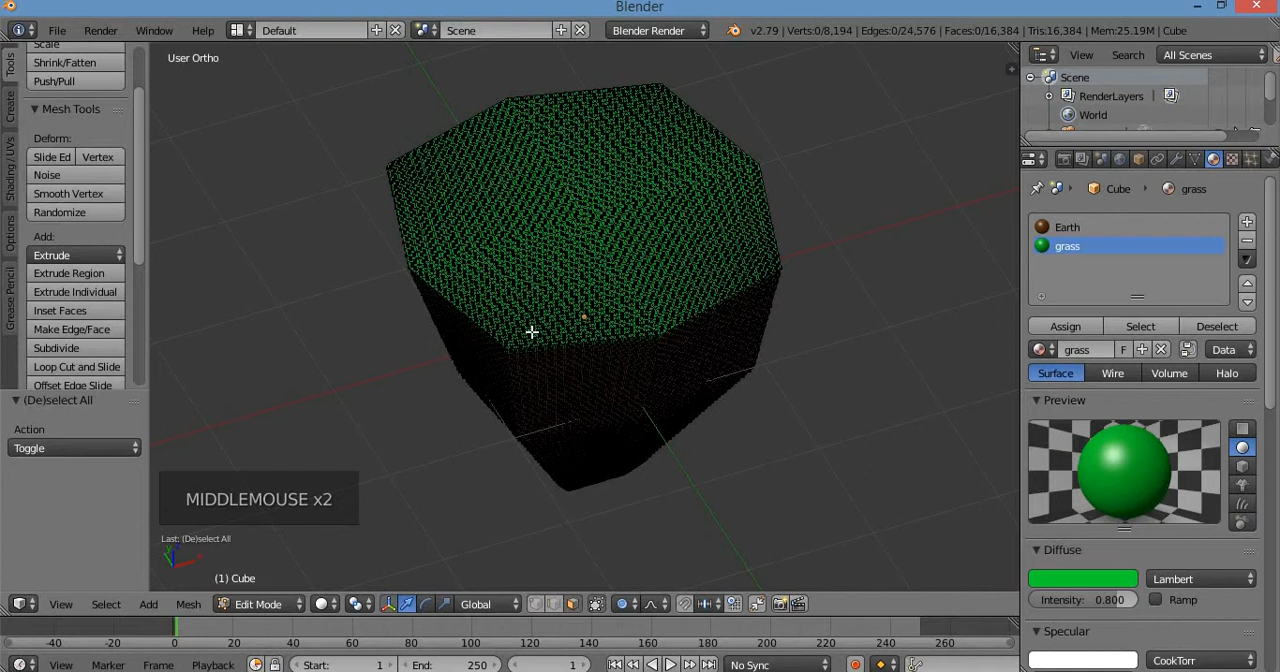 Blender
File Render Window Help Default Scene Blender Render v2.79 | Verts:0/8,194 | Edges:0/24,576 | Faces:0/16,384 | Tris:16,384 | Mem:25.19M | Cube
Tools
Create
Shading / UVs
Options
Grease Pencil
Scale
Shrink/Fatten
Push/Pull
Mesh Tools
Deform:
Slide Ed Vertex
Noise
Smooth Vertex
Randomize
Add:
Extrude
Extrude Region
Extrude Individual
Inset Faces
Make Edge/Face
Subdivide
Loop Cut and Slide
Offset Edge Slide
(De)select All
Action
Toggle
User Ortho
MIDDLEMOUSE x2
Last: (De)select All
(1) Cube
View Search All Scenes
Scene
RenderLayers
World
Cube grass
Earth
grass
Assign Select Deselect
grass F Data
Surface Wire Volume Halo
Preview
Diffuse
Lambert
Intensity: 0.800 Ramp
Specular
CookTorr
View Select Add Mesh Edit Mode Global
-40 -20 0 20 40 60 80 100 120 140 160 180 200 220 240 260
View Marker Frame Playback Start: 1 End: 250 1 No Sync